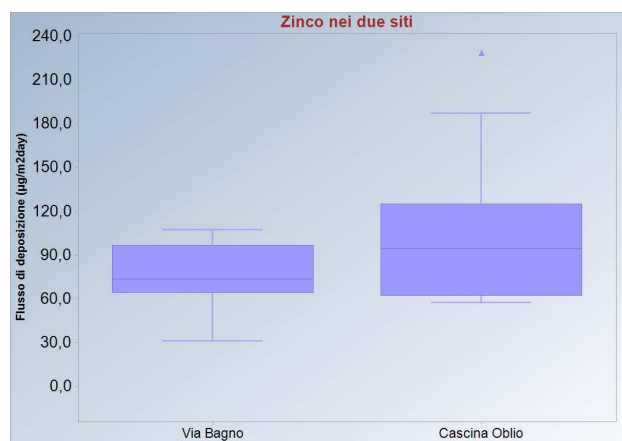 Zinco nei due siti
Flusso di deposizione (µg/m2day)
240,0
210,0
180,0
150,0
120,0
90,0
60,0
30,0
0,0
Via Bagno
Cascina Oblio